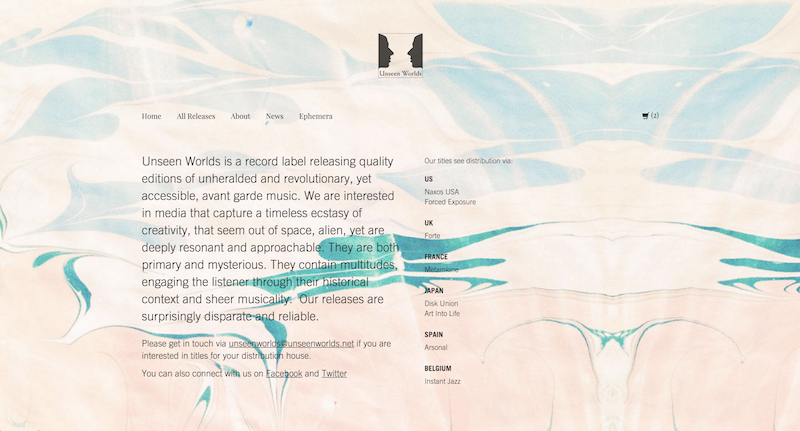 Unseen Worlds
Home
All Releases
About
News
Ephemera
(2)
Unseen Worlds is a record label releasing quality
editions of unheralded and revolutionary, yet
accessible, avant garde music. We are interested
in media that capture a timeless ecstasy of
creativity, that seem out of space, alien, yet are
deeply resonant and approachable. They are both
primary and mysterious. They contain multitudes,
engaging the listener through their historical
context and sheer musicality.  Our releases are
surprisingly disparate and reliable.
Please get in touch via unseenworlds@unseenworlds.net if you are
interested in titles for your distribution house.
You can also connect with us on Facebook and Twitter
Our titles see distribution via:
US
Naxos USA
Forced Exposure
UK
Forte
FRANCE
Metamkine
JAPAN
Disk Union
Art Into Life
SPAIN
Arsonal
BELGIUM
Instant Jazz